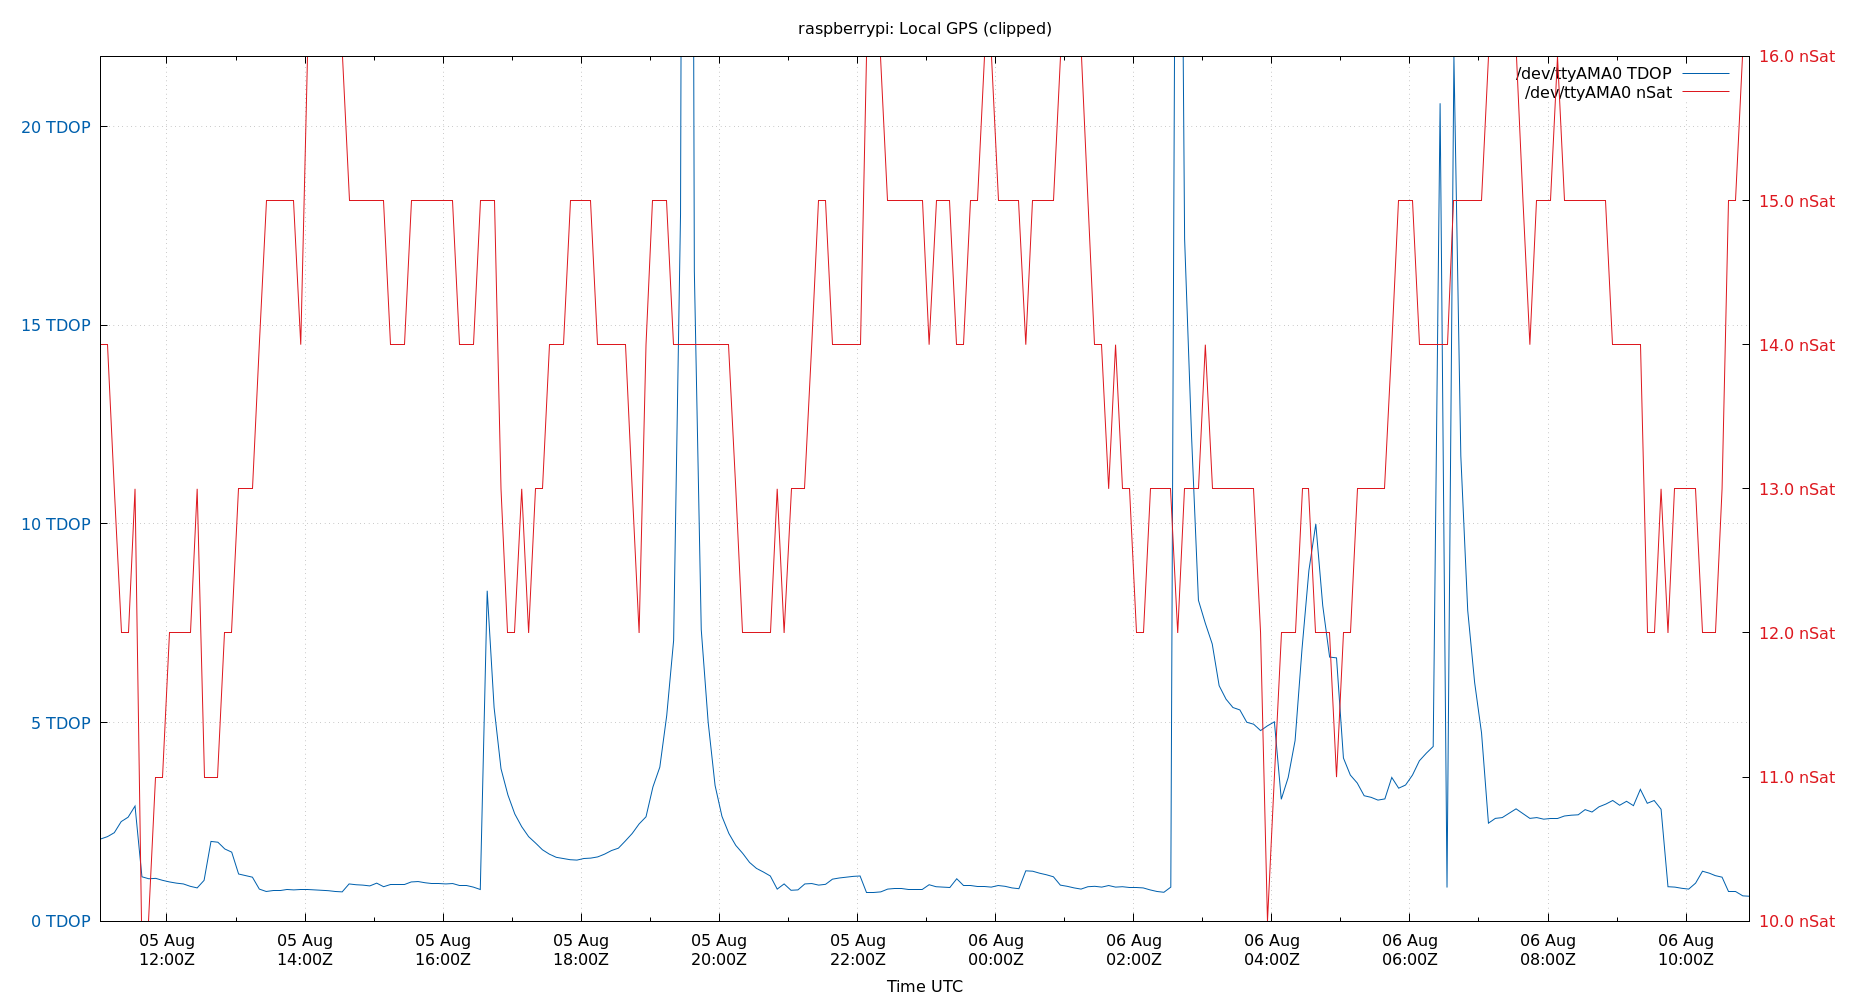 raspberrypi: Local GPS (clipped)
/dev/ttyAMA0 TDOP
/dev/ttyAMA0 nSat
20 TDOP
15 TDOP
10 TDOP
5 TDOP
0 TDOP
16.0 nSat
15.0 nSat
14.0 nSat
13.0 nSat
12.0 nSat
11.0 nSat
10.0 nSat
05 Aug
12:00Z
05 Aug
14:00Z
05 Aug
16:00Z
05 Aug
18:00Z
05 Aug
20:00Z
05 Aug
22:00Z
06 Aug
00:00Z
06 Aug
02:00Z
06 Aug
04:00Z
06 Aug
06:00Z
06 Aug
08:00Z
06 Aug
10:00Z
Time UTC